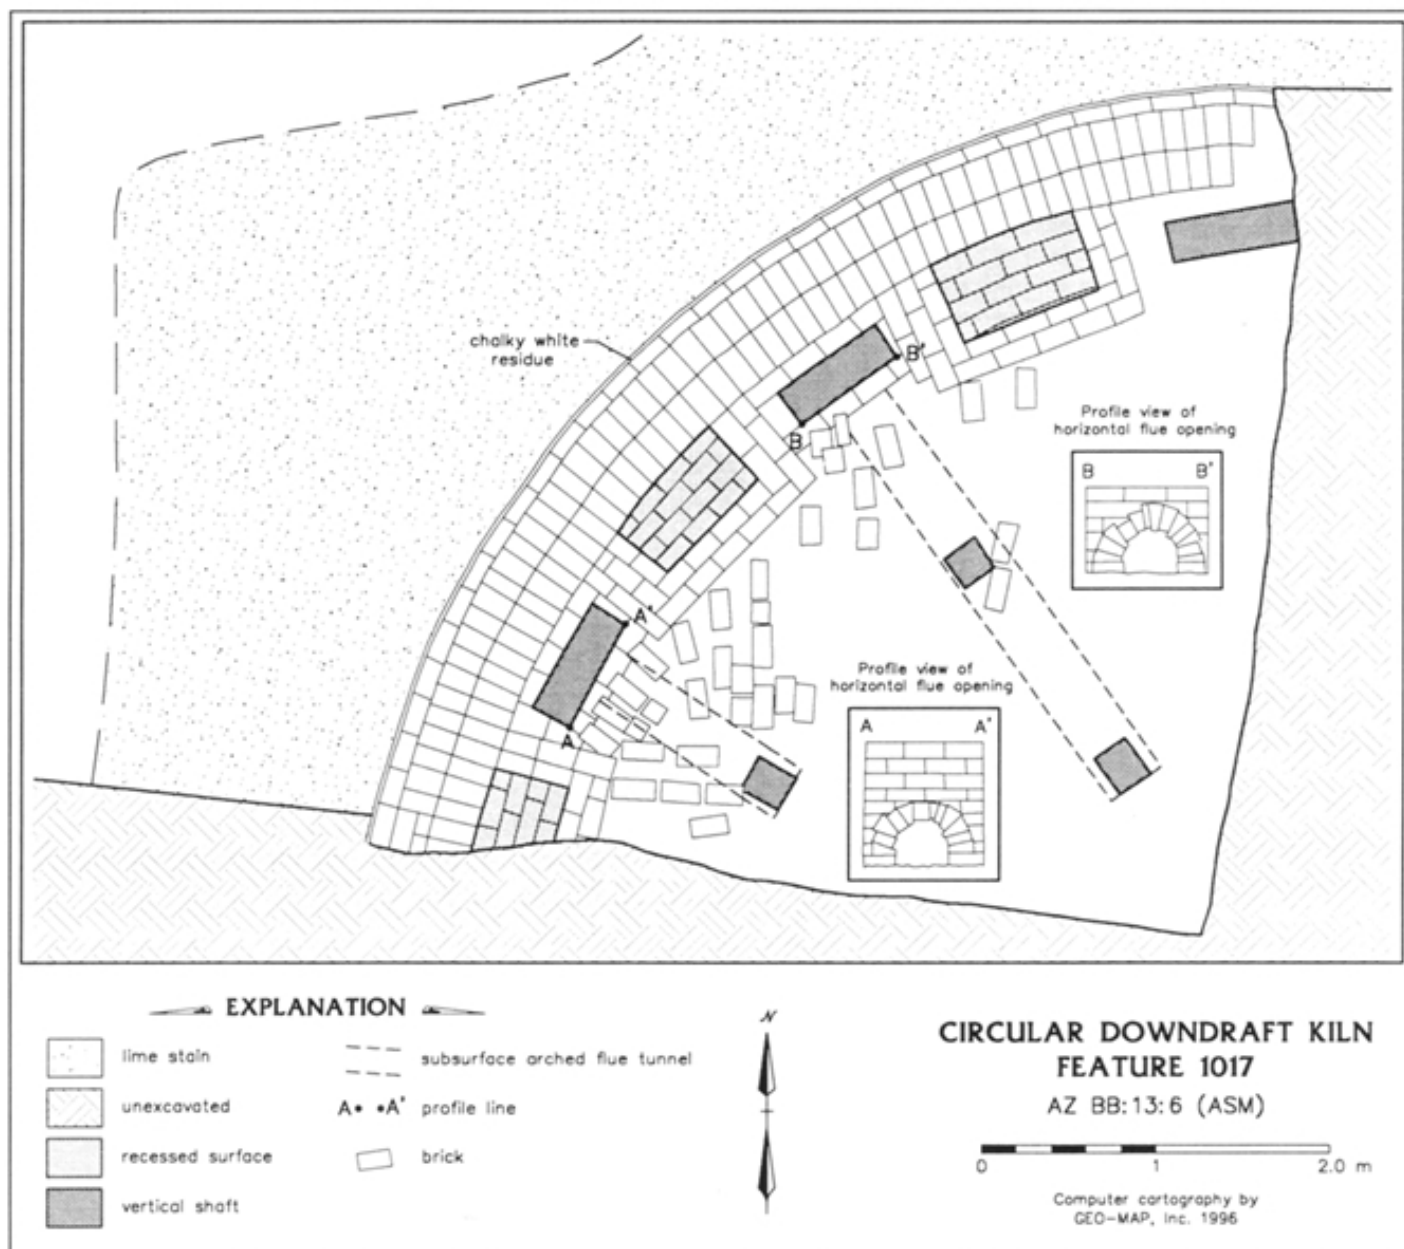 chalky white
residue
B'
B
Profile view of
horizontal flue opening
B B'
A'
A
Profile view of
horizontal flue opening
A A'
EXPLANATION
lime stain
unexcavated
recessed surface
vertical shaft
subsurface arched flue tunnel
A• •A' profile line
brick
N
CIRCULAR DOWNDRAFT KILN
FEATURE 1017
AZ BB:13:6 (ASM)
0 1 2.0 m
Computer cartography by
GEO-MAP, Inc. 1996